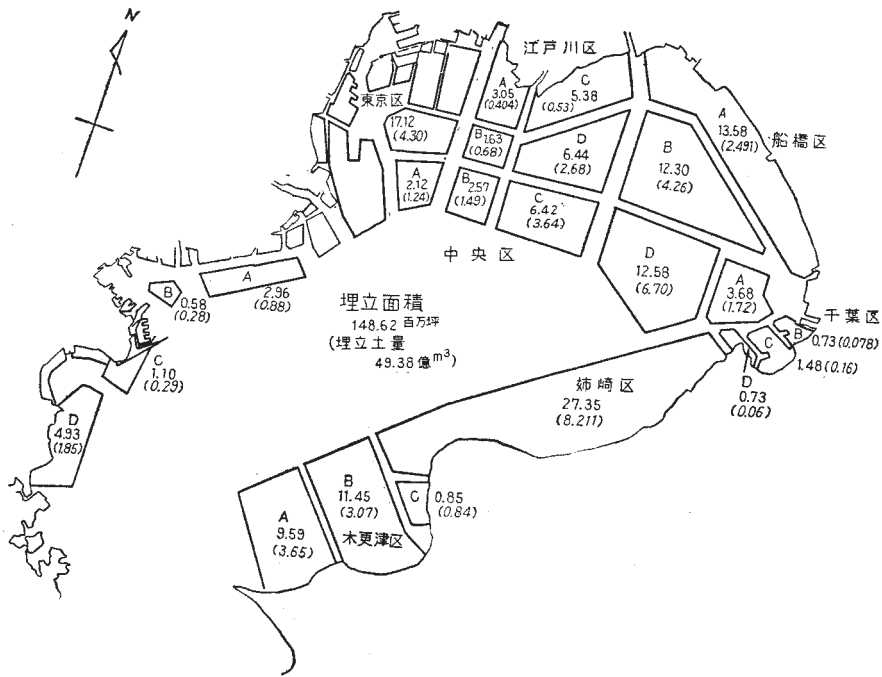 N
江戸川区
A
3.05
(0.404)
C
5.38
(0.53)
東京区
17.12
(4.30)
B 1.63
(0.68)
D
6.44
(2.68)
A
13.58
(2.491)
船橋区
B
12.30
(4.26)
A
2.12
(1.24)
B 2.57
(1.49)
C
6.42
(3.64)
中央区
D
12.58
(6.70)
A
3.68
(1.72)
千葉区
B
0.73 (0.078)
C
1.48 (0.16)
D
0.73
(0.06)
A
2.96
(0.88)
B
0.58
(0.28)
埋立面積
148.62 百万坪
(埋立土量
49.38 億m³)
C
1.10
(0.29)
D
4.93
(1.85)
姉崎区
27.35
(8.211)
A
9.59
(3.65)
B
11.45
(3.07)
木更津区
C
0.85
(0.84)